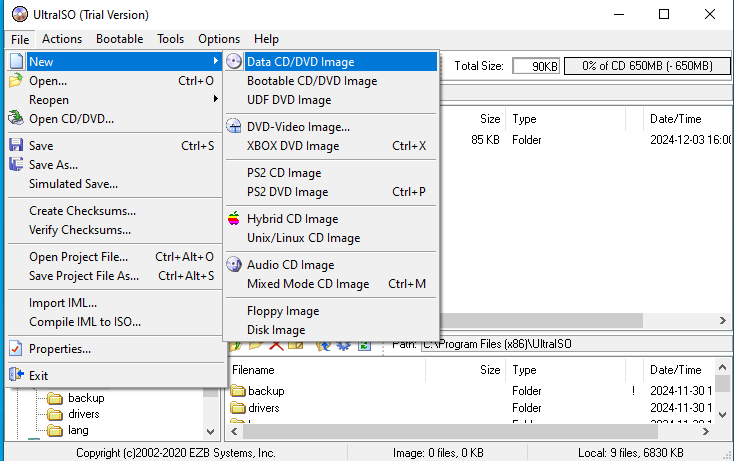 UltraISO (Trial Version)
File Actions Bootable Tools Options Help
New
Open... Ctrl+O
Reopen
Open CD/DVD...
Save Ctrl+S
Save As...
Simulated Save...
Create Checksums...
Verify Checksums...
Open Project File... Ctrl+Alt+O
Save Project File As... Ctrl+Alt+S
Import IML...
Compile IML to ISO...
Properties...
Exit
Data CD/DVD Image
Bootable CD/DVD Image
UDF DVD Image
DVD-Video Image...
XBOX DVD Image Ctrl+X
PS2 CD Image
PS2 DVD Image Ctrl+P
Hybrid CD Image
Unix/Linux CD Image
Audio CD Image
Mixed Mode CD Image Ctrl+M
Floppy Image
Disk Image
Total Size: 90KB 0% of CD 650MB (- 650MB)
Size Type Date/Time
85 KB Folder 2024-12-03 16:00
Path: C:\Program Files (x86)\UltraISO
Filename Size Type Date/Time
backup Folder ! 2024-11-30 1
drivers Folder 2024-11-30 1
backup
drivers
lang
Copyright (c)2002-2020 EZB Systems, Inc. Image: 0 files, 0 KB Local: 9 files, 6830 KB